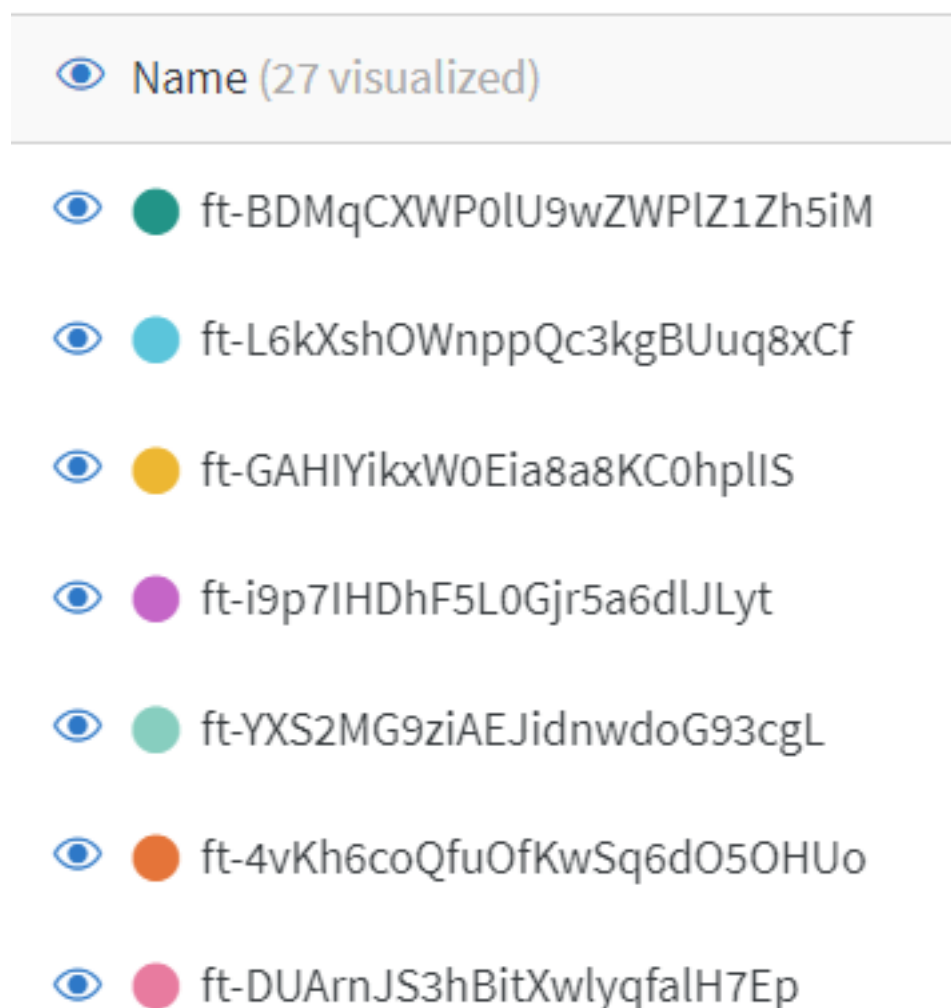 Name (27 visualized)
ft-BDMqCXWP0lU9wZWPlZ1Zh5iM
ft-L6kXshOWnppQc3kgBUuq8xCf
ft-GAHIYikxW0Eia8a8KC0hplIS
ft-i9p7IHDhF5L0Gjr5a6dlJLyt
ft-YXS2MG9ziAEJidnwdoG93cgL
ft-4vKh6coQfuOfKwSq6dO5OHUo
ft-DUArnJS3hBitXwlyqfalH7Ep